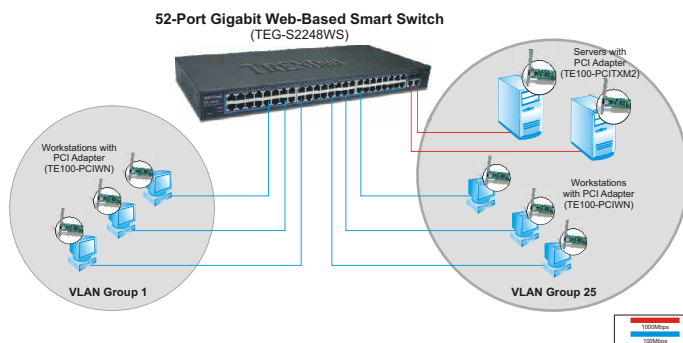 52-Port Gigabit Web-Based Smart Switch
(TEG-S2248WS)
TRENDnet
Servers with
PCI Adapter
(TE100-PCITXM2)
Workstations with
PCI Adapter
(TE100-PCIWN)
Workstations
with PCI Adapter
(TE100-PCIWN)
VLAN Group 1
VLAN Group 25
1000Mbps
100Mbps